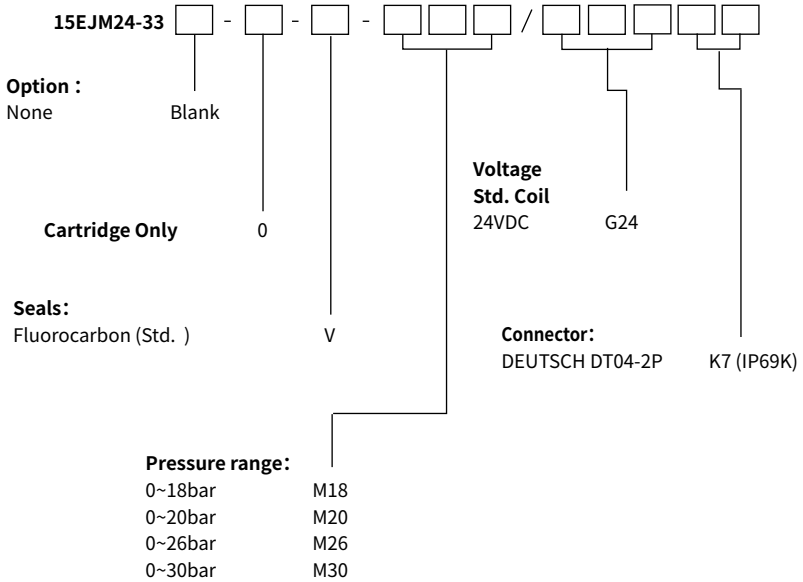 15EJM24-33 - - - /
Option：
None Blank
Voltage
Std. Coil
24VDC G24
Cartridge Only 0
Seals：
Fluorocarbon (Std. ) V
Connector：
DEUTSCH DT04-2P K7 (IP69K)
Pressure range：
0~18bar M18
0~20bar M20
0~26bar M26
0~30bar M30